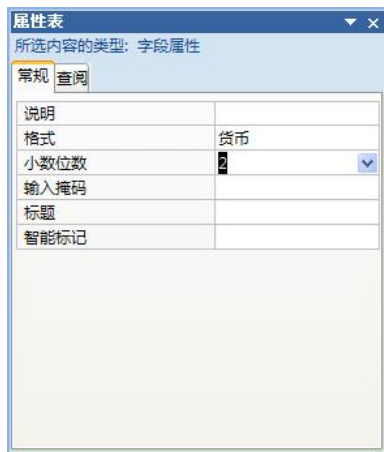 属性表
所选内容的类型: 字段属性
常规 查阅
说明
格式 货币
小数位数 2
输入掩码
标题
智能标记